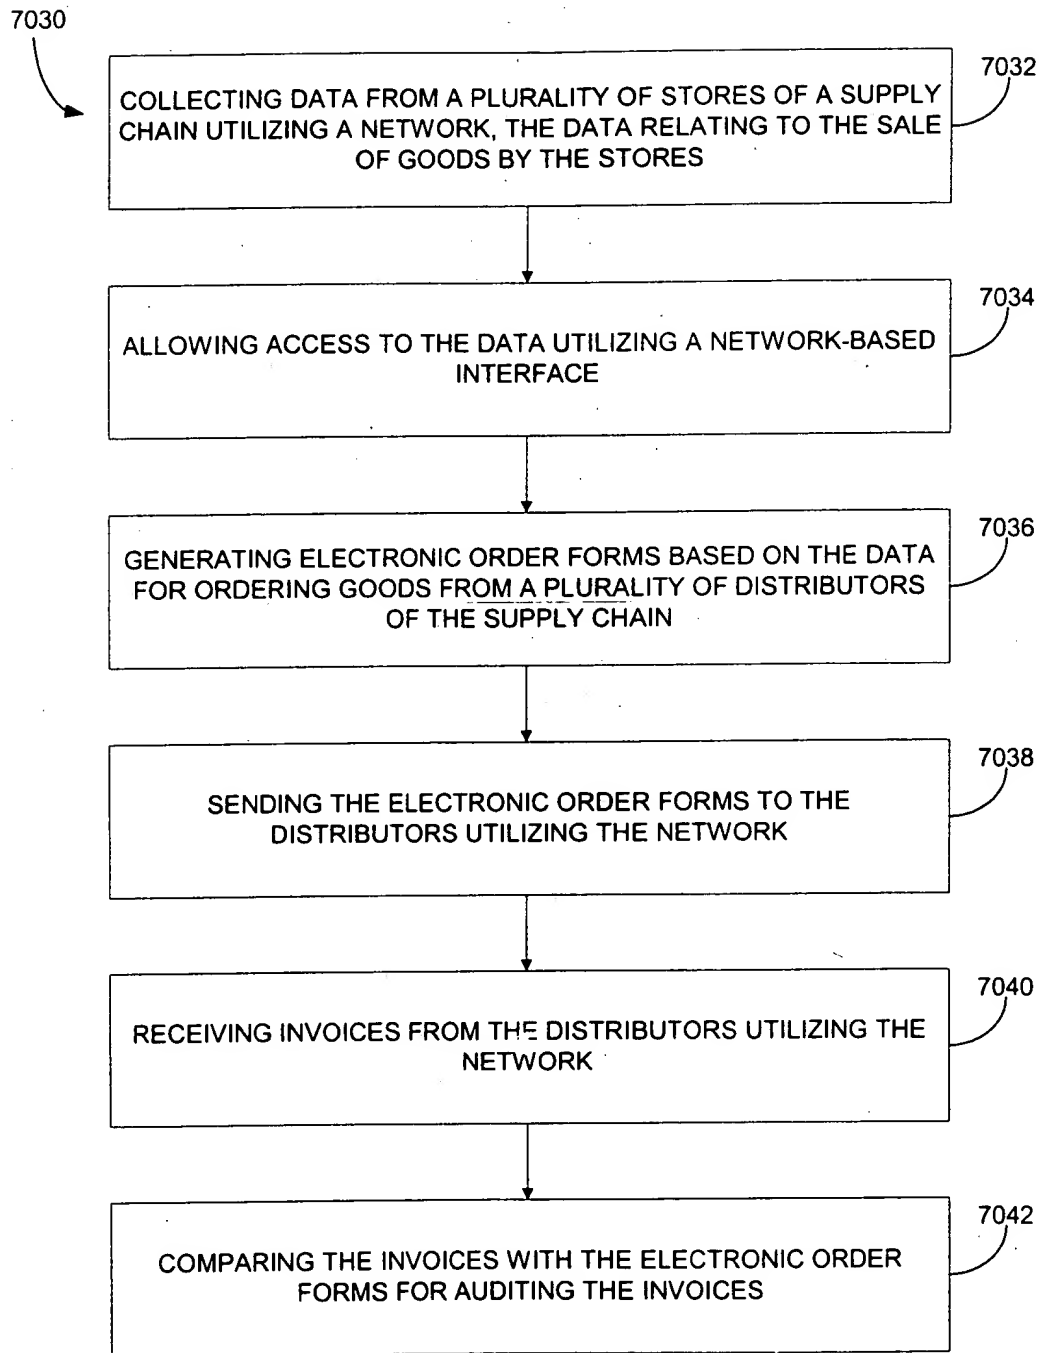 7030
7032
COLLECTING DATA FROM A PLURALITY OF STORES OF A SUPPLY
CHAIN UTILIZING A NETWORK, THE DATA RELATING TO THE SALE
OF GOODS BY THE STORES
7034
ALLOWING ACCESS TO THE DATA UTILIZING A NETWORK-BASED
INTERFACE
7036
GENERATING ELECTRONIC ORDER FORMS BASED ON THE DATA
FOR ORDERING GOODS FROM A PLURALITY OF DISTRIBUTORS
OF THE SUPPLY CHAIN
7038
SENDING THE ELECTRONIC ORDER FORMS TO THE
DISTRIBUTORS UTILIZING THE NETWORK
7040
RECEIVING INVOICES FROM THE DISTRIBUTORS UTILIZING THE
NETWORK
7042
COMPARING THE INVOICES WITH THE ELECTRONIC ORDER
FORMS FOR AUDITING THE INVOICES